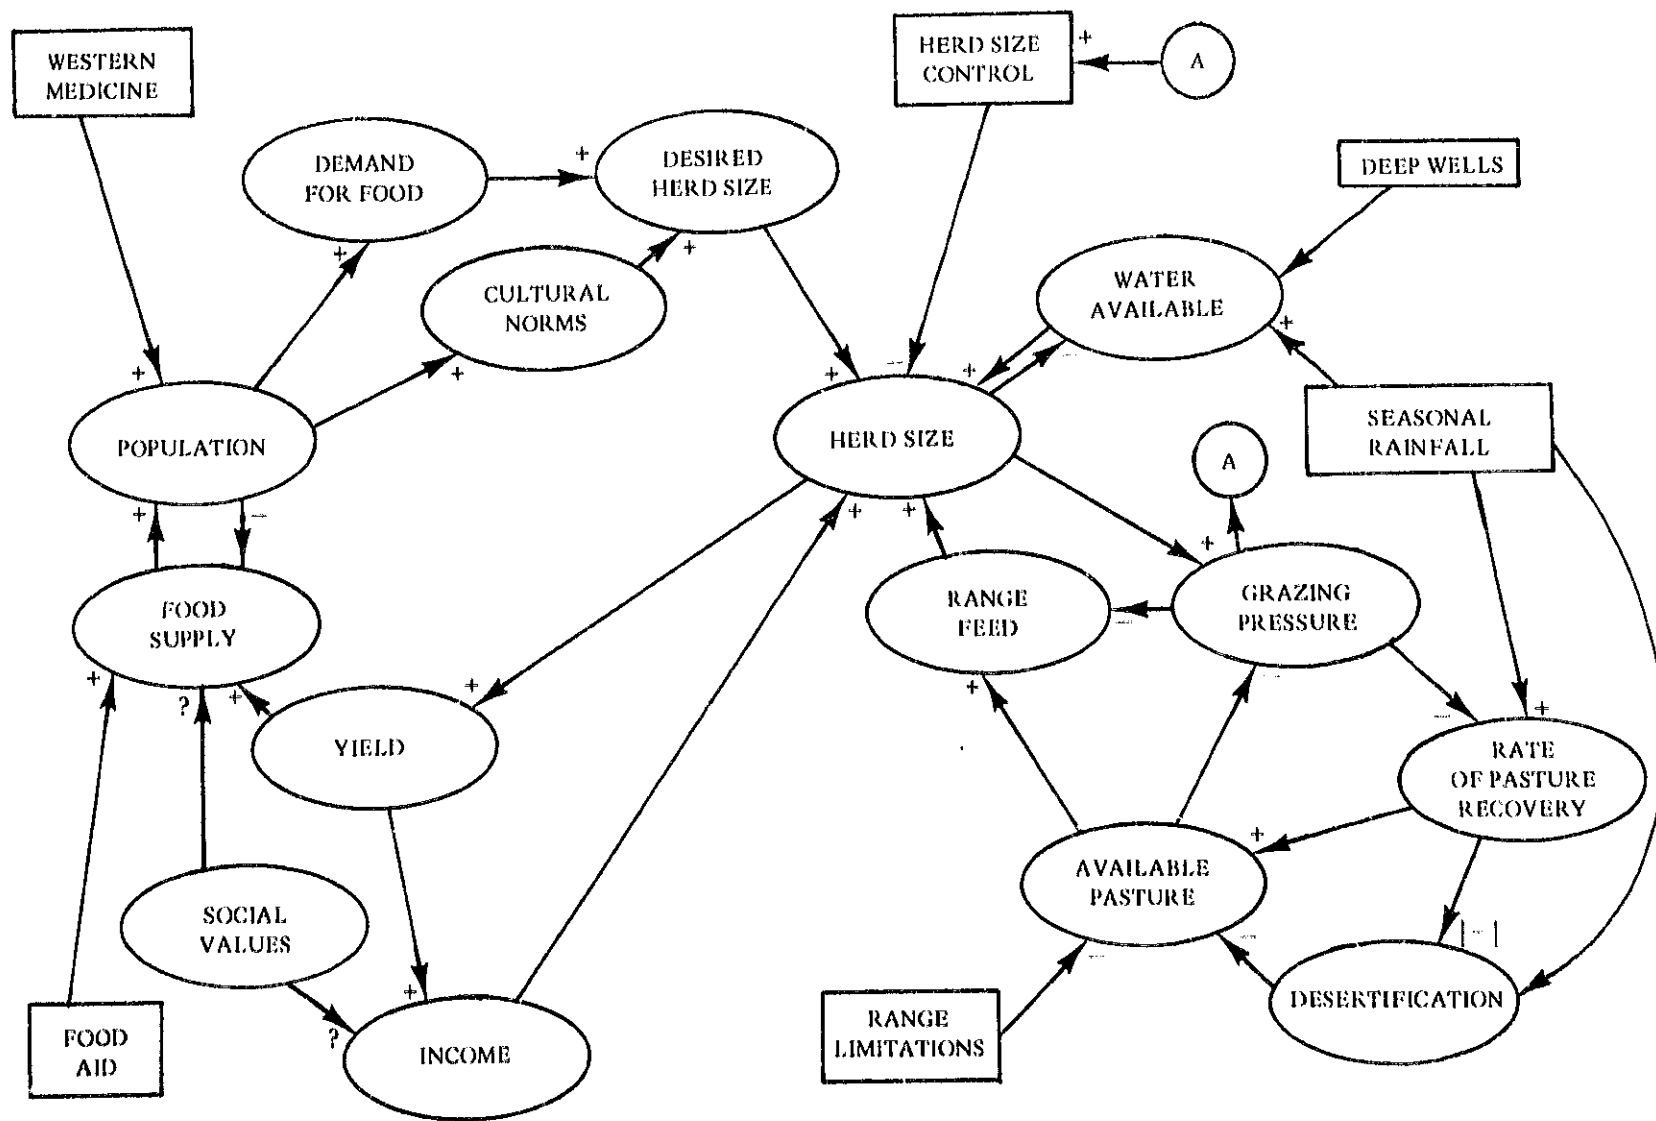 WESTERN
MEDICINE
HERD SIZE
CONTROL
+
A
DEMAND
FOR FOOD
+
DESIRED
HERD SIZE
DEEP WELLS
+
CULTURAL
NORMS
+
WATER
AVAILABLE
+
+
+
+
−
+
−
SEASONAL
RAINFALL
POPULATION
HERD SIZE
A
+
−
+
+
+
FOOD
SUPPLY
RANGE
FEED
−
GRAZING
PRESSURE
+
?
+
+
+
−
−
+
YIELD
RATE
OF PASTURE
RECOVERY
+
AVAILABLE
PASTURE
SOCIAL
VALUES
−
−
|−|
+
?
FOOD
AID
INCOME
RANGE
LIMITATIONS
DESERTIFICATION